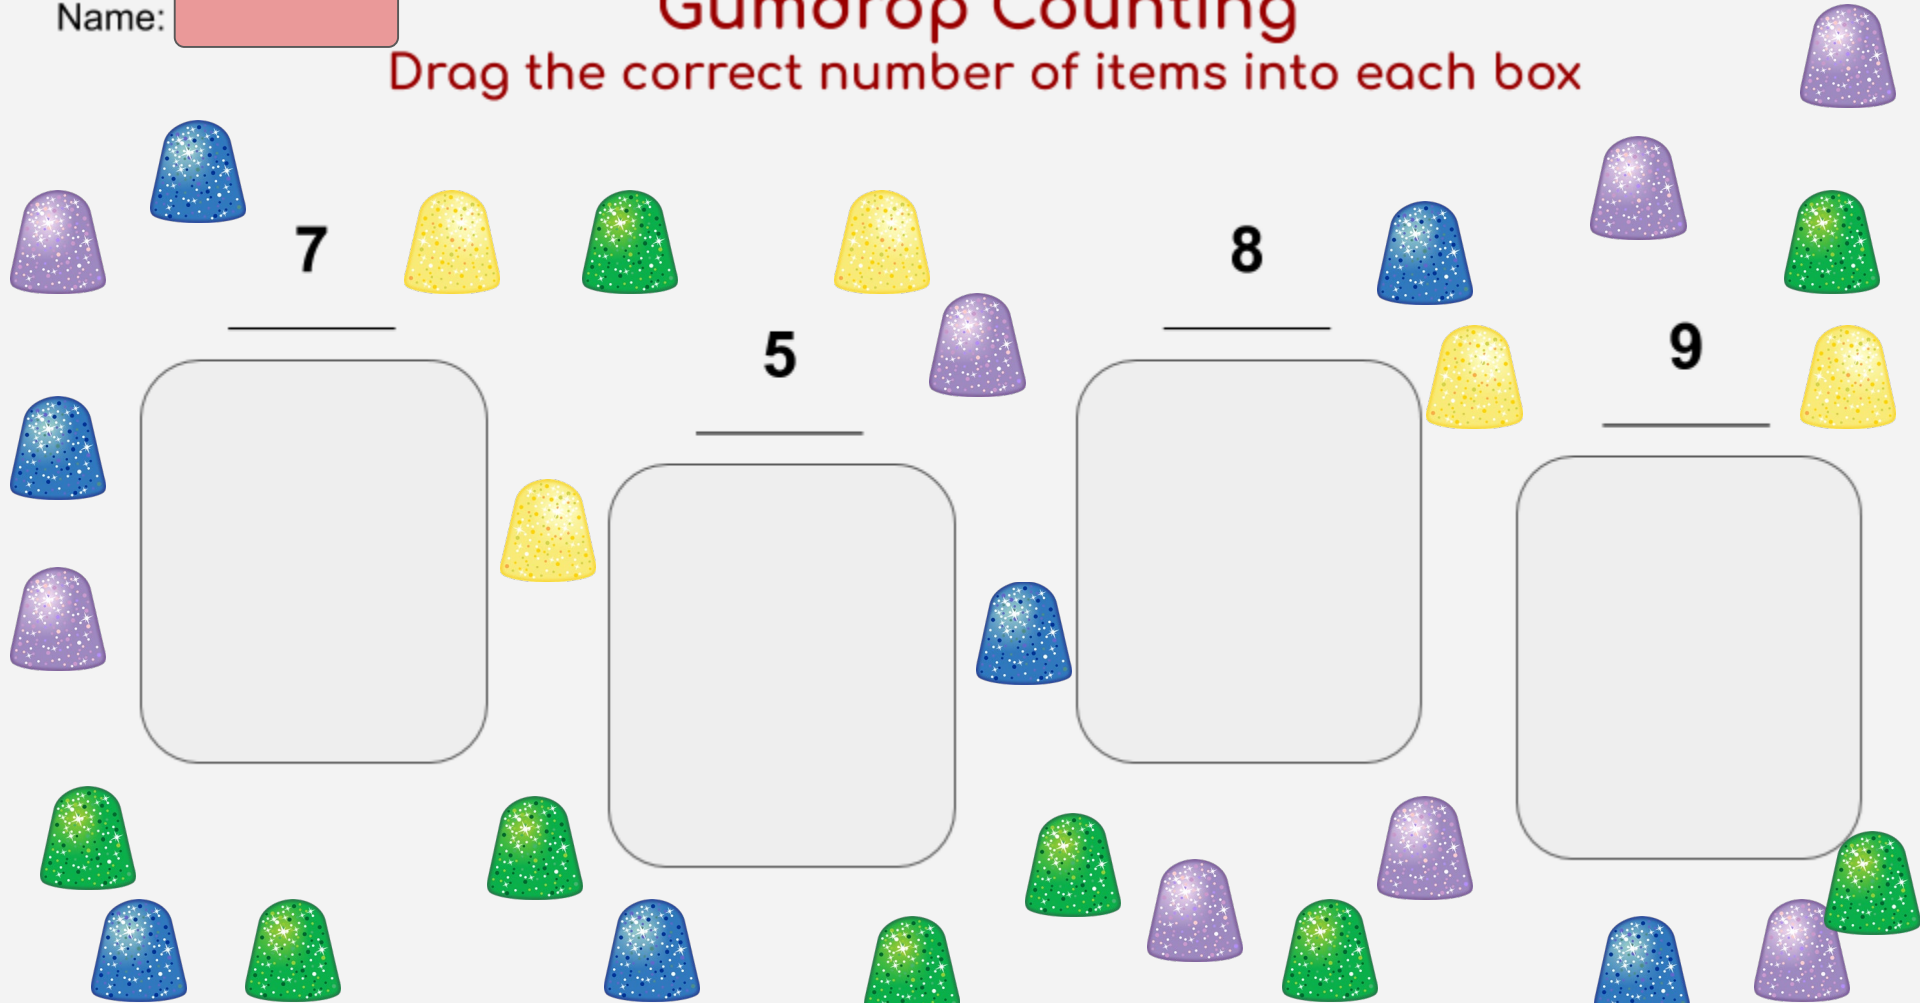 Name:
Gumdrop Counting
Drag the correct number of items into each box
7
5
8
9